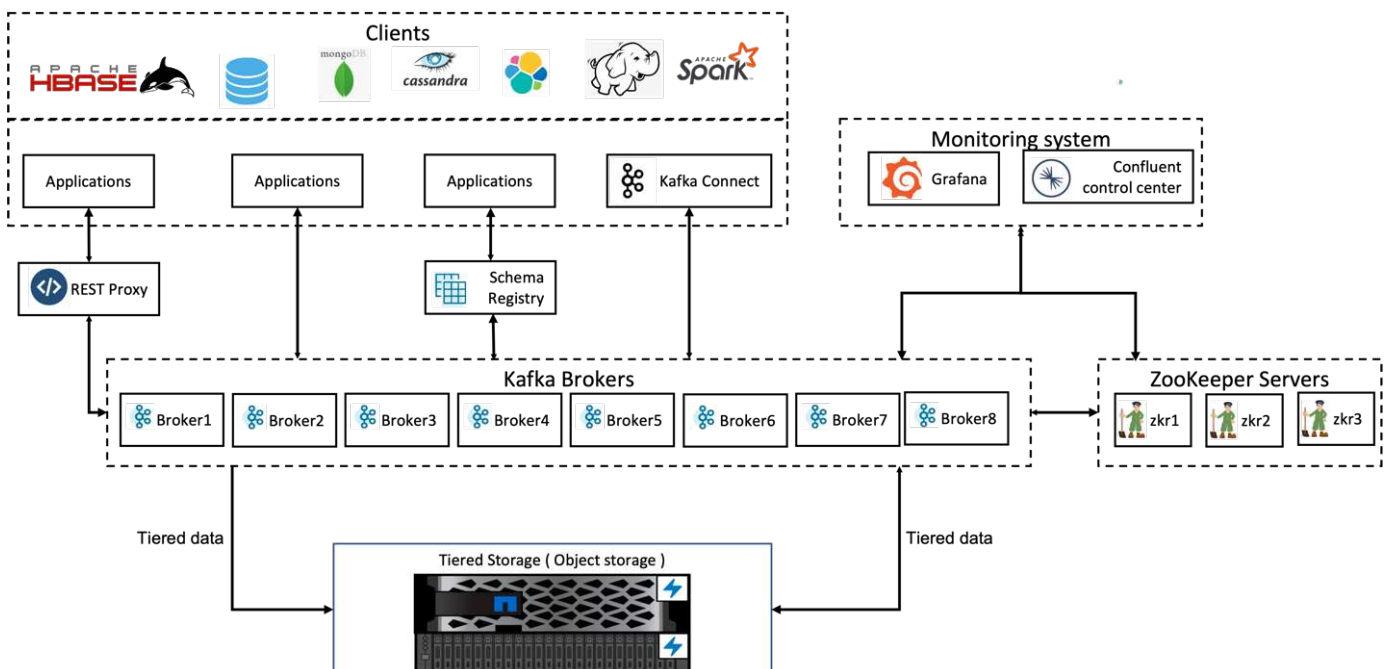 Clients
APACHE
HBASE
mongoDB
cassandra
APACHE
Spark
Applications
Applications
Applications
Kafka Connect
Monitoring system
Grafana
Confluent
control center
REST Proxy
Schema
Registry
Kafka Brokers
Broker1
Broker2
Broker3
Broker4
Broker5
Broker6
Broker7
Broker8
ZooKeeper Servers
zkr1
zkr2
zkr3
Tiered data
Tiered data
Tiered Storage ( Object storage )